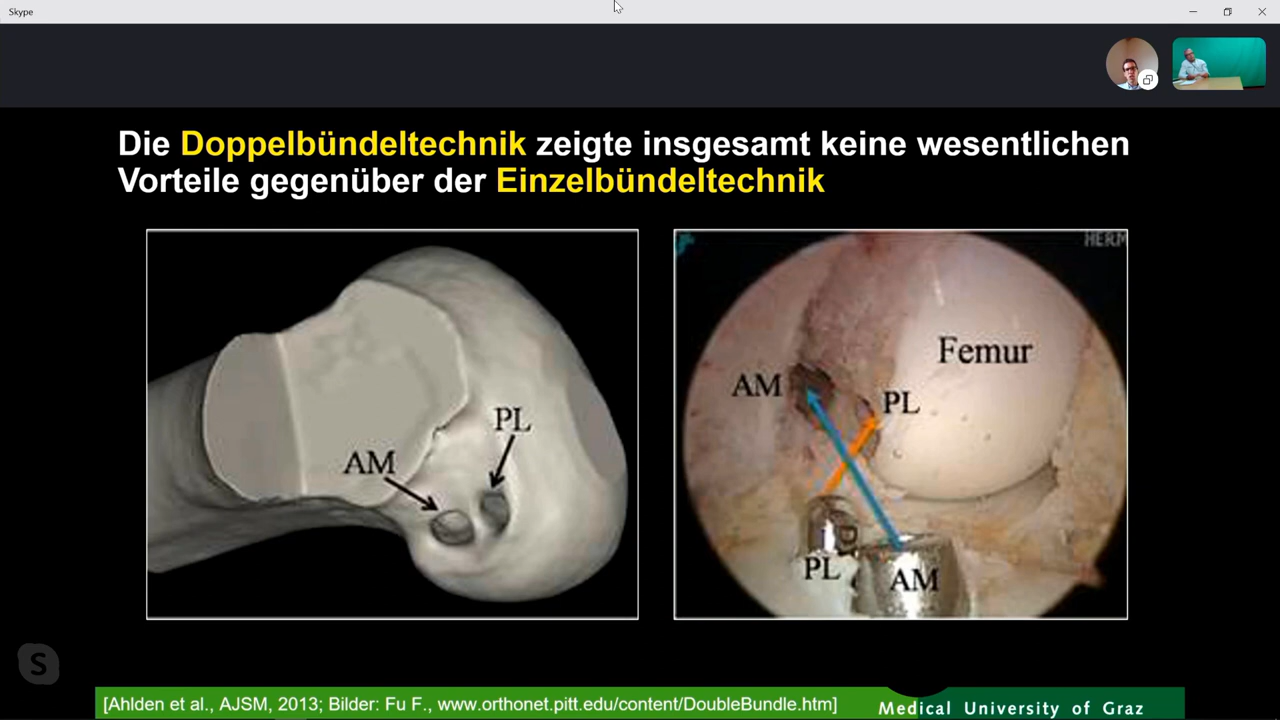 Skype
Die Doppelbündeltechnik zeigte insgesamt keine wesentlichen
Vorteile gegenüber der Einzelbündeltechnik
AM
PL
HERM
AM
PL
Femur
PL
AM
S
[Ahlden et al., AJSM, 2013; Bilder: Fu F., www.orthonet.pitt.edu/content/DoubleBundle.htm]
Medical University of Graz